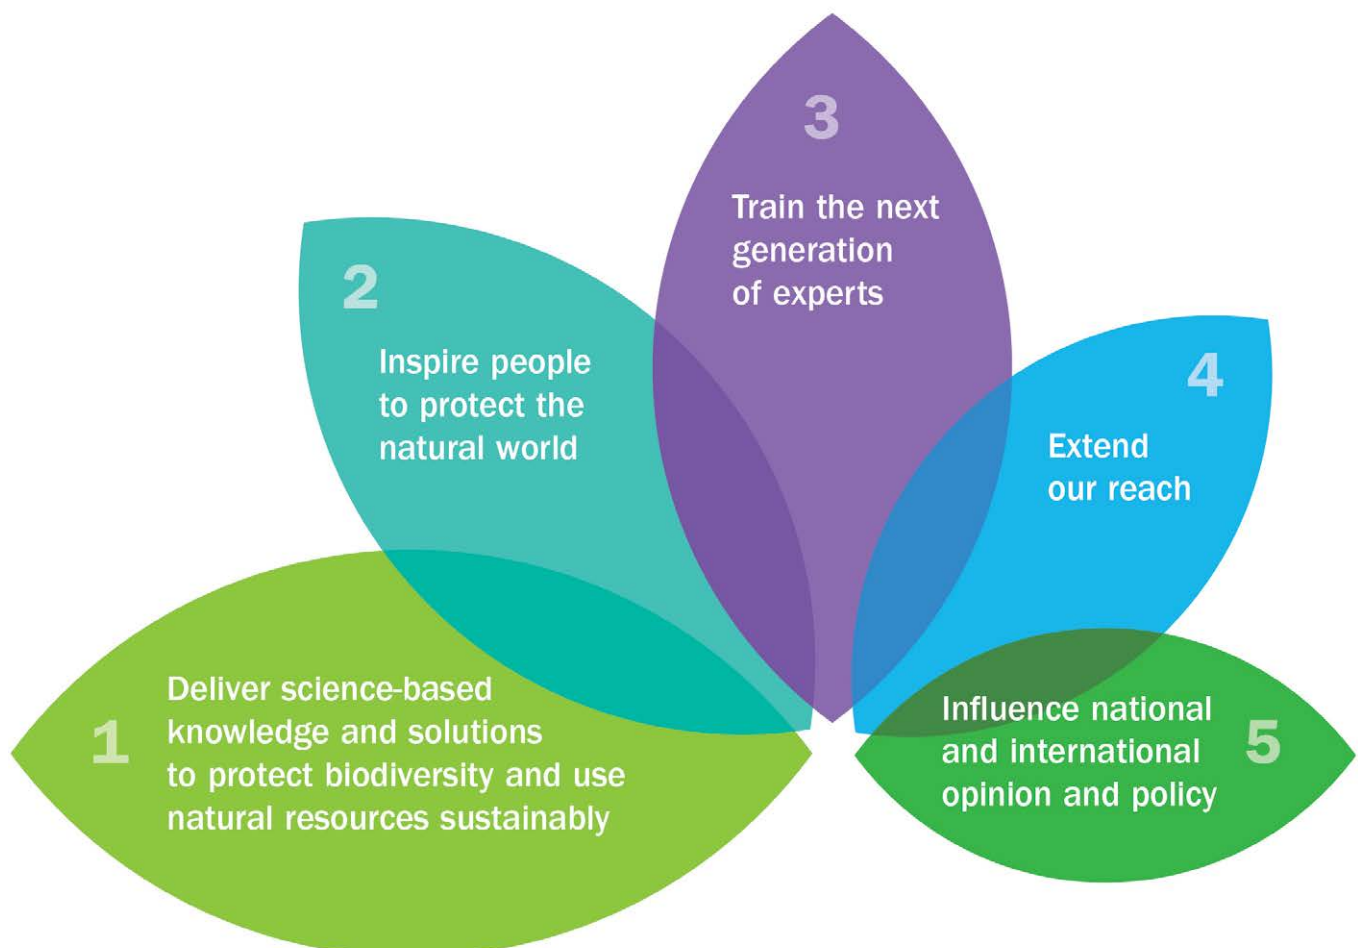 1
Deliver science-based
knowledge and solutions
to protect biodiversity and use
natural resources sustainably
2
Inspire people
to protect the
natural world
3
Train the next
generation
of experts
4
Extend
our reach
5
Influence national
and international
opinion and policy